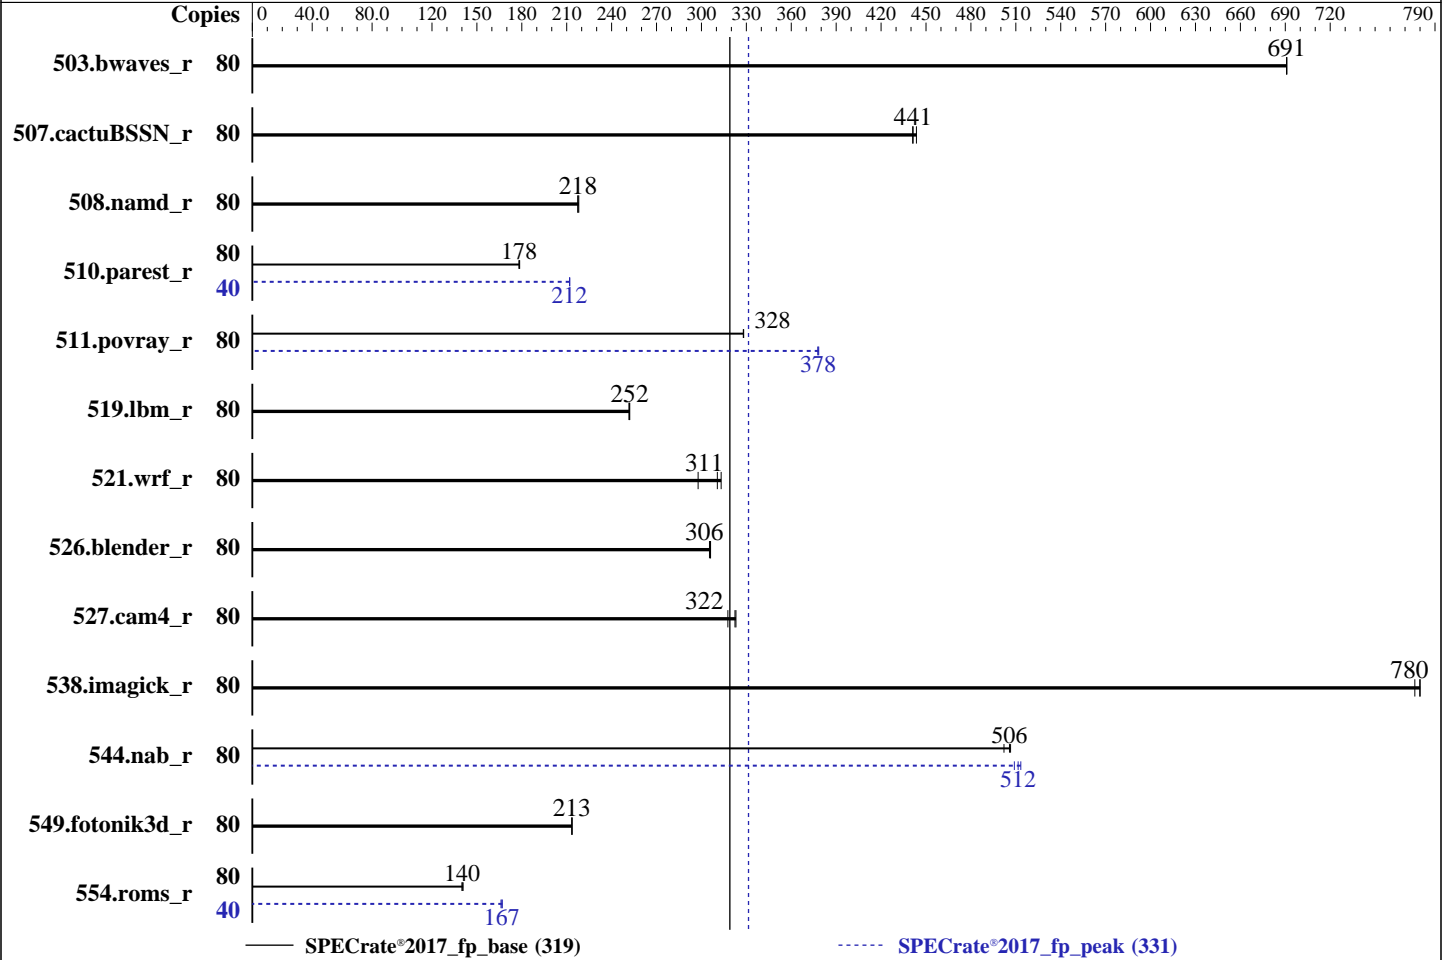 Copies 0 40.0 80.0 120 150 180 210 240 270 300 330 360 390 420 450 480 510 540 570 600 630 660 690 720 790
503.bwaves_r 80 691
507.cactuBSSN_r 80 441
508.namd_r 80 218
80 178
510.parest_r
40 212
328
511.povray_r 80
378
519.lbm_r 80 252
521.wrf_r 80 311
526.blender_r 80 306
527.cam4_r 80 322
538.imagick_r 80 780
506
544.nab_r 80
512
549.fotonik3d_r 80 213
80 140
554.roms_r
40 167
SPECrate®2017_fp_base (319) SPECrate®2017_fp_peak (331)